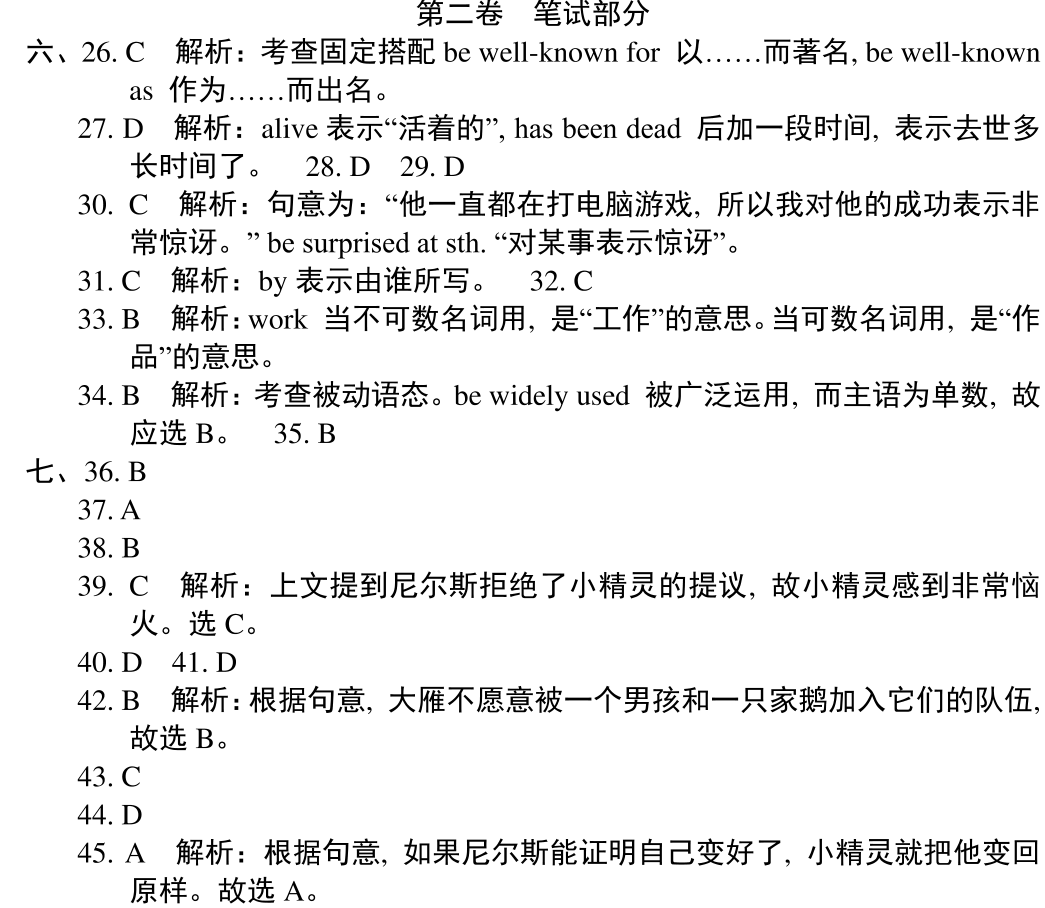 第二卷　笔试部分
六、26. C　解析：考查固定搭配 be well-known for 以……而著名, be well-known
as 作为……而出名。
27. D　解析：alive 表示“活着的”, has been dead 后加一段时间, 表示去世多
长时间了。　28. D　29. D
30. C　解析：句意为：“他一直都在打电脑游戏, 所以我对他的成功表示非
常惊讶。” be surprised at sth. “对某事表示惊讶”。
31. C　解析：by 表示由谁所写。　32. C
33. B　解析：work 当不可数名词用, 是“工作”的意思。当可数名词用, 是“作
品”的意思。
34. B　解析：考查被动语态。be widely used 被广泛运用, 而主语为单数, 故
应选 B。　35. B
七、36. B
37. A
38. B
39. C　解析：上文提到尼尔斯拒绝了小精灵的提议, 故小精灵感到非常恼
火。选 C。
40. D　41. D
42. B　解析：根据句意, 大雁不愿意被一个男孩和一只家鹅加入它们的队伍,
故选 B。
43. C
44. D
45. A　解析：根据句意, 如果尼尔斯能证明自己变好了, 小精灵就把他变回
原样。故选 A。